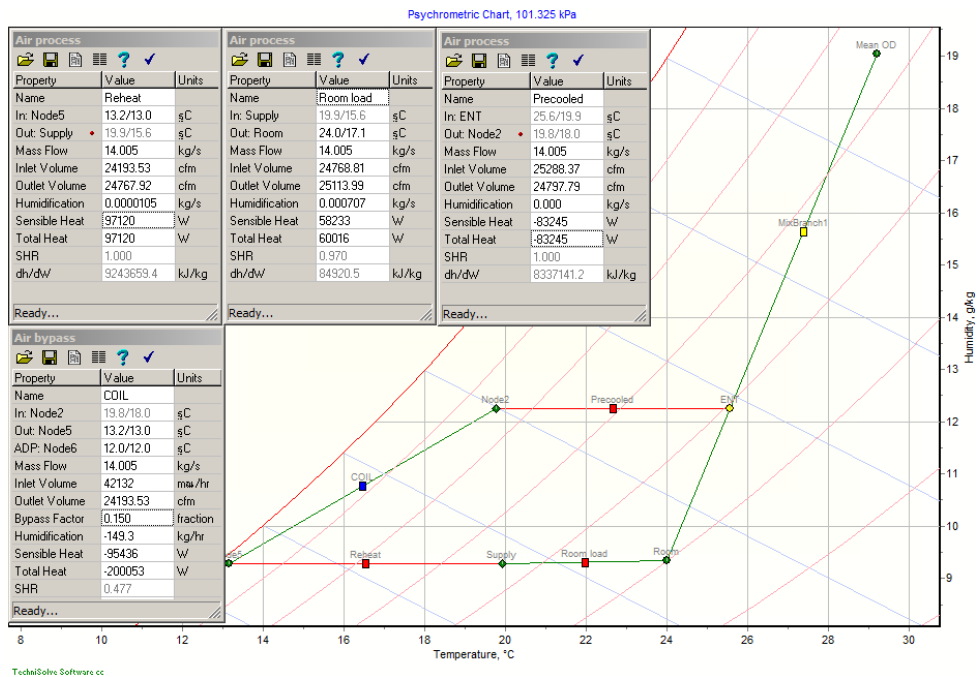 Psychrometric Chart, 101.325 kPa
Air process
Property Value Units
Name Reheat
In: Node5 13.2/13.0 şC
Out: Supply 19.9/15.6 şC
Mass Flow 14.005 kg/s
Inlet Volume 24193.53 cfm
Outlet Volume 24767.92 cfm
Humidification 0.0000105 kg/s
Sensible Heat 97120 W
Total Heat 97120 W
SHR 1.000
dh/dW 9243659.4 kJ/kg
Ready...
Air process
Property Value Units
Name Room load
In: Supply 19.9/15.6 şC
Out: Room 24.0/17.1 şC
Mass Flow 14.005 kg/s
Inlet Volume 24768.81 cfm
Outlet Volume 25113.99 cfm
Humidification 0.000707 kg/s
Sensible Heat 58233 W
Total Heat 60016 W
SHR 0.970
dh/dW 84920.5 kJ/kg
Ready...
Air process
Property Value Units
Name Precooled
In: ENT 25.6/19.9 şC
Out: Node2 19.8/18.0 şC
Mass Flow 14.005 kg/s
Inlet Volume 25288.37 cfm
Outlet Volume 24797.79 cfm
Humidification 0.000 kg/s
Sensible Heat -83245 W
Total Heat -83245 W
SHR 1.000
dh/dW 8337141.2 kJ/kg
Ready...
Air bypass
Property Value Units
Name COIL
In: Node2 19.8/18.0 şC
Out: Node5 13.2/13.0 şC
ADP: Node6 12.0/12.0 şC
Mass Flow 14.005 kg/s
Inlet Volume 42132
Outlet Volume 24193.53 cfm
Bypass Factor 0.150 fraction
Humidification -149.3 kg/hr
Sensible Heat -95436 W
Total Heat -200053 W
SHR 0.477
Ready...
Mean OD
MixBranch1
Node2 Precooled ENT
COIL
Reheat Supply Room load Room
19
18
17
16
15
14
13
12
11
10
9
Humidity, g/kg
8 10 12 14 16 18 20 22 24 26 28 30
Temperature, °C
TechniSolve Software cc